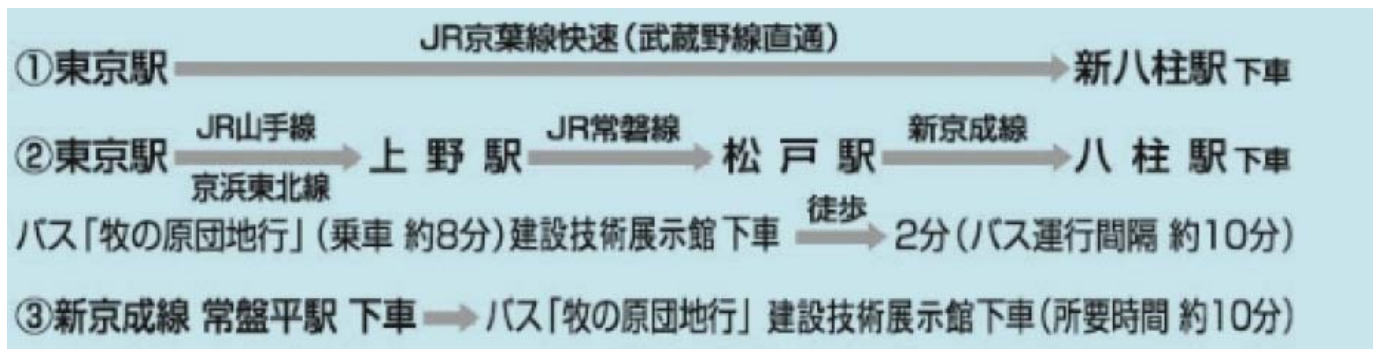 JR京葉線快速(武蔵野線直通)
①東京駅 新八柱駅 下車
JR山手線 JR常磐線 新京成線
②東京駅 上野駅 松戸駅 八柱駅 下車
京浜東北線
徒歩
バス「牧の原団地行」(乗車 約8分)建設技術展示館 下車 2分(バス運行間隔 約10分)
③新京成線 常盤平駅 下車 バス「牧の原団地行」 建設技術展示館下車(所要時間 約10分)